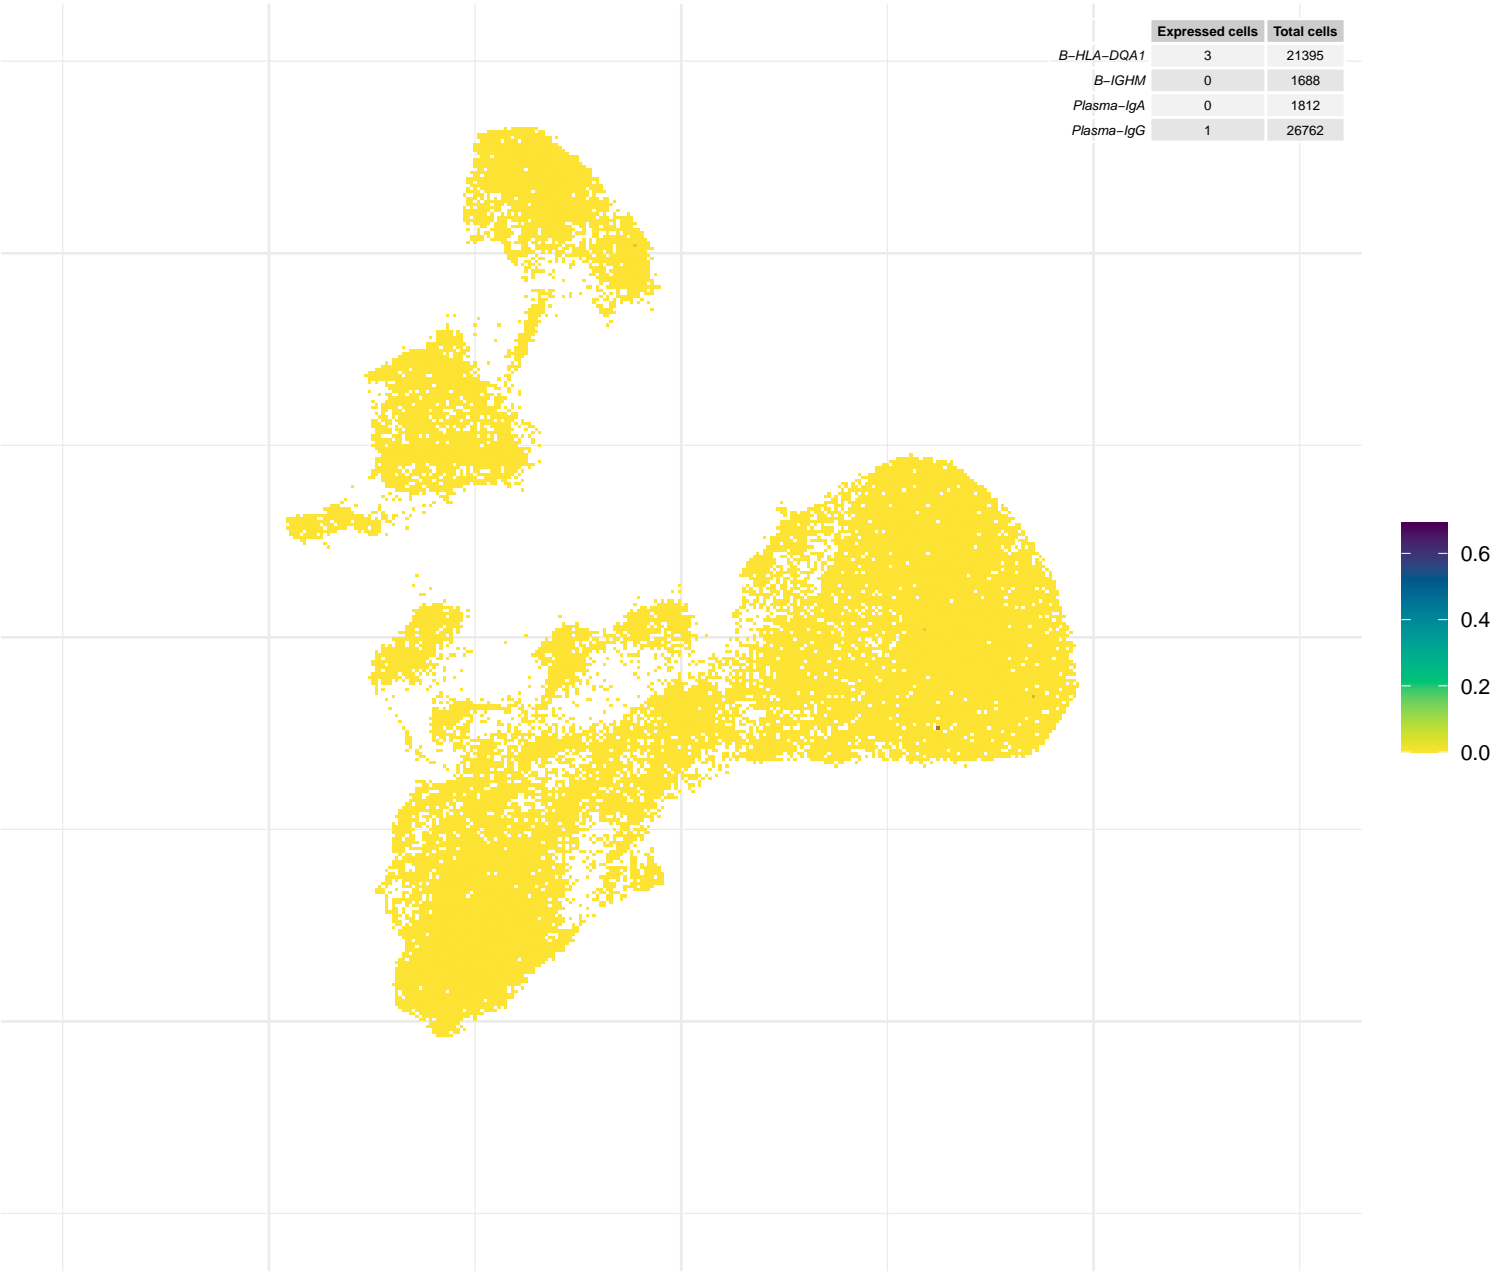 Expressed cells Total cells
B−HLA−DQA1 3 21395
B−IGHM 0 1688
Plasma−IgA 0 1812
Plasma−IgG 1 26762
0.6
0.4
0.2
0.0